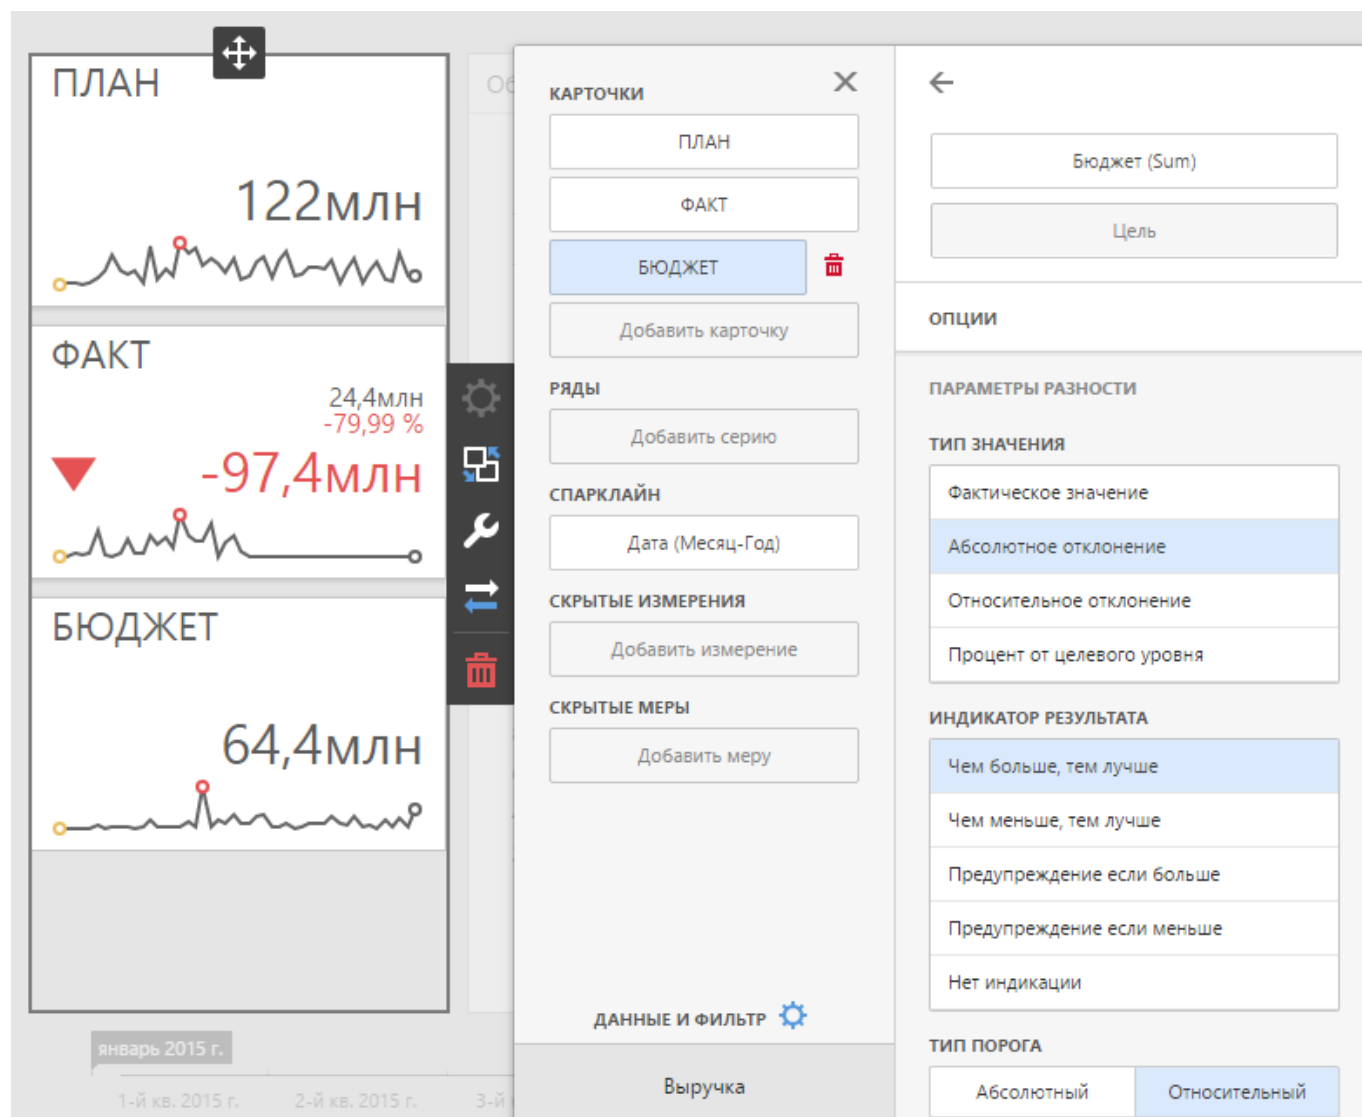 ПЛАН
122млн
ФАКТ
24,4млн
-79,99 %
-97,4млн
БЮДЖЕТ
64,4млн
январь 2015 г.
1-й кв. 2015 г.
2-й кв. 2015 г.
3-й
КАРТОЧКИ
ПЛАН
ФАКТ
БЮДЖЕТ
Добавить карточку
РЯДЫ
Добавить серию
СПАРКЛАЙН
Дата (Месяц-Год)
СКРЫТЫЕ ИЗМЕРЕНИЯ
Добавить измерение
СКРЫТЫЕ МЕРЫ
Добавить меру
ДАННЫЕ И ФИЛЬТР
Выручка
Бюджет (Sum)
Цель
ОПЦИИ
ПАРАМЕТРЫ РАЗНОСТИ
ТИП ЗНАЧЕНИЯ
Фактическое значение
Абсолютное отклонение
Относительное отклонение
Процент от целевого уровня
ИНДИКАТОР РЕЗУЛЬТАТА
Чем больше, тем лучше
Чем меньше, тем лучше
Предупреждение если больше
Предупреждение если меньше
Нет индикации
ТИП ПОРОГА
Абсолютный
Относительный